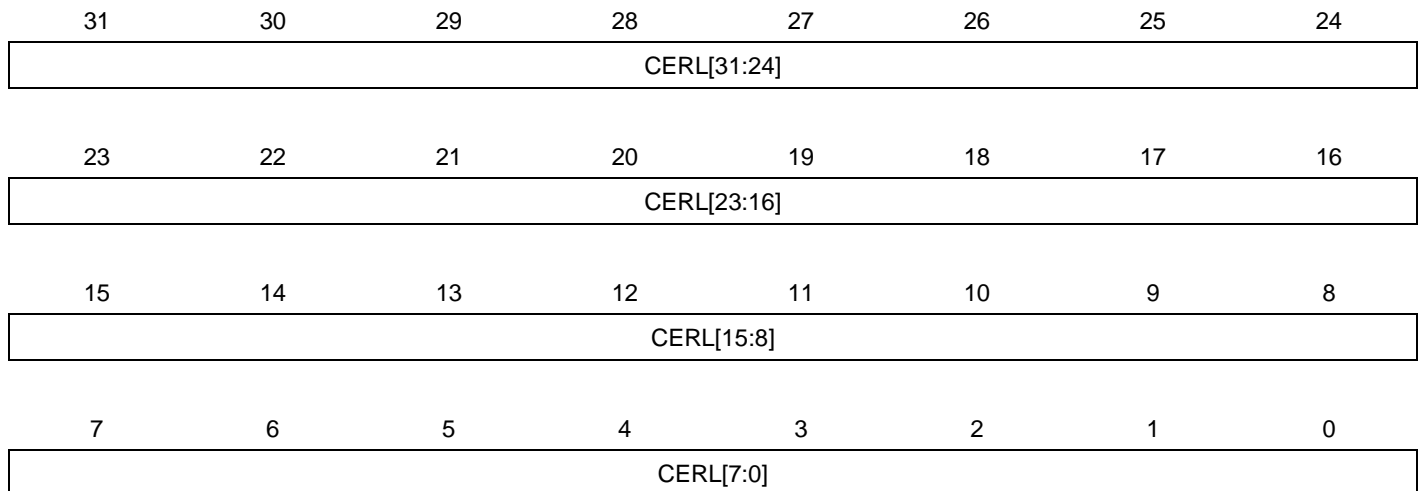 31 30 29 28 27 26 25 24
CERL[31:24]
23 22 21 20 19 18 17 16
CERL[23:16]
15 14 13 12 11 10 9 8
CERL[15:8]
7 6 5 4 3 2 1 0
CERL[7:0]